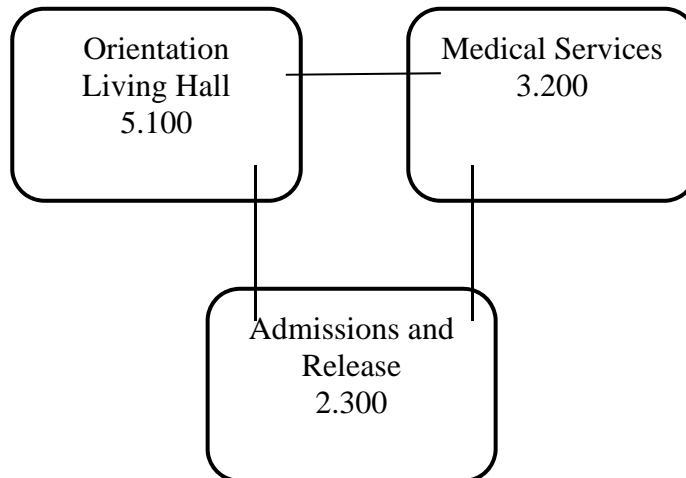 Orientation
Living Hall
5.100
Medical Services
3.200
Admissions and
Release
2.300